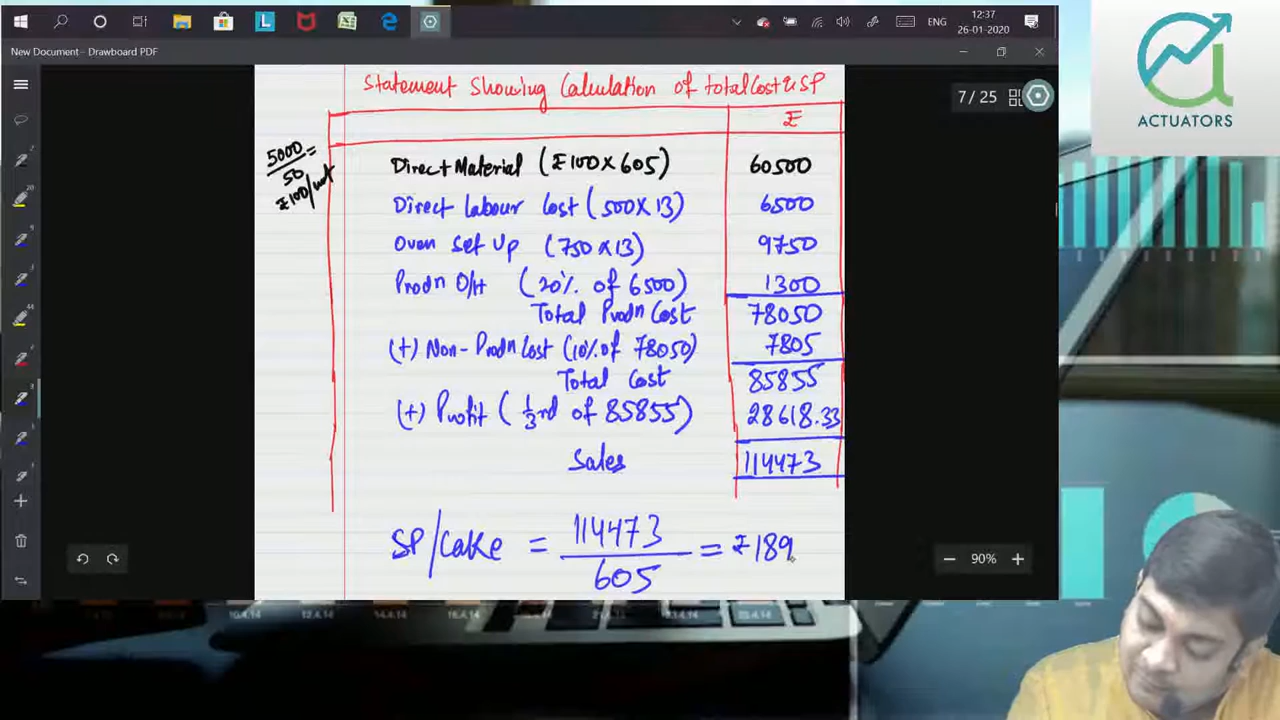 ENG
12:37
26-01-2020
New Document - Drawboard PDF
7 / 25
ACTUATORS
Statement Showing Calculation of total Cost & SP
₹
5000 =
50
₹100/unit
Direct Material (₹100 x 605) 60500
Direct Labour Cost (500 x 13) 6500
Oven Set Up (750 x 13) 9750
Prodn O/H (20% of 6500) 1300
Total Prodn Cost 78050
(+) Non-Prodn Cost (10% of 78050) 7805
Total Cost 85855
(+) Profit (1/3rd of 85855) 28618.33
Sales 114473
SP/Cake = 114473 = ₹189
605
90%